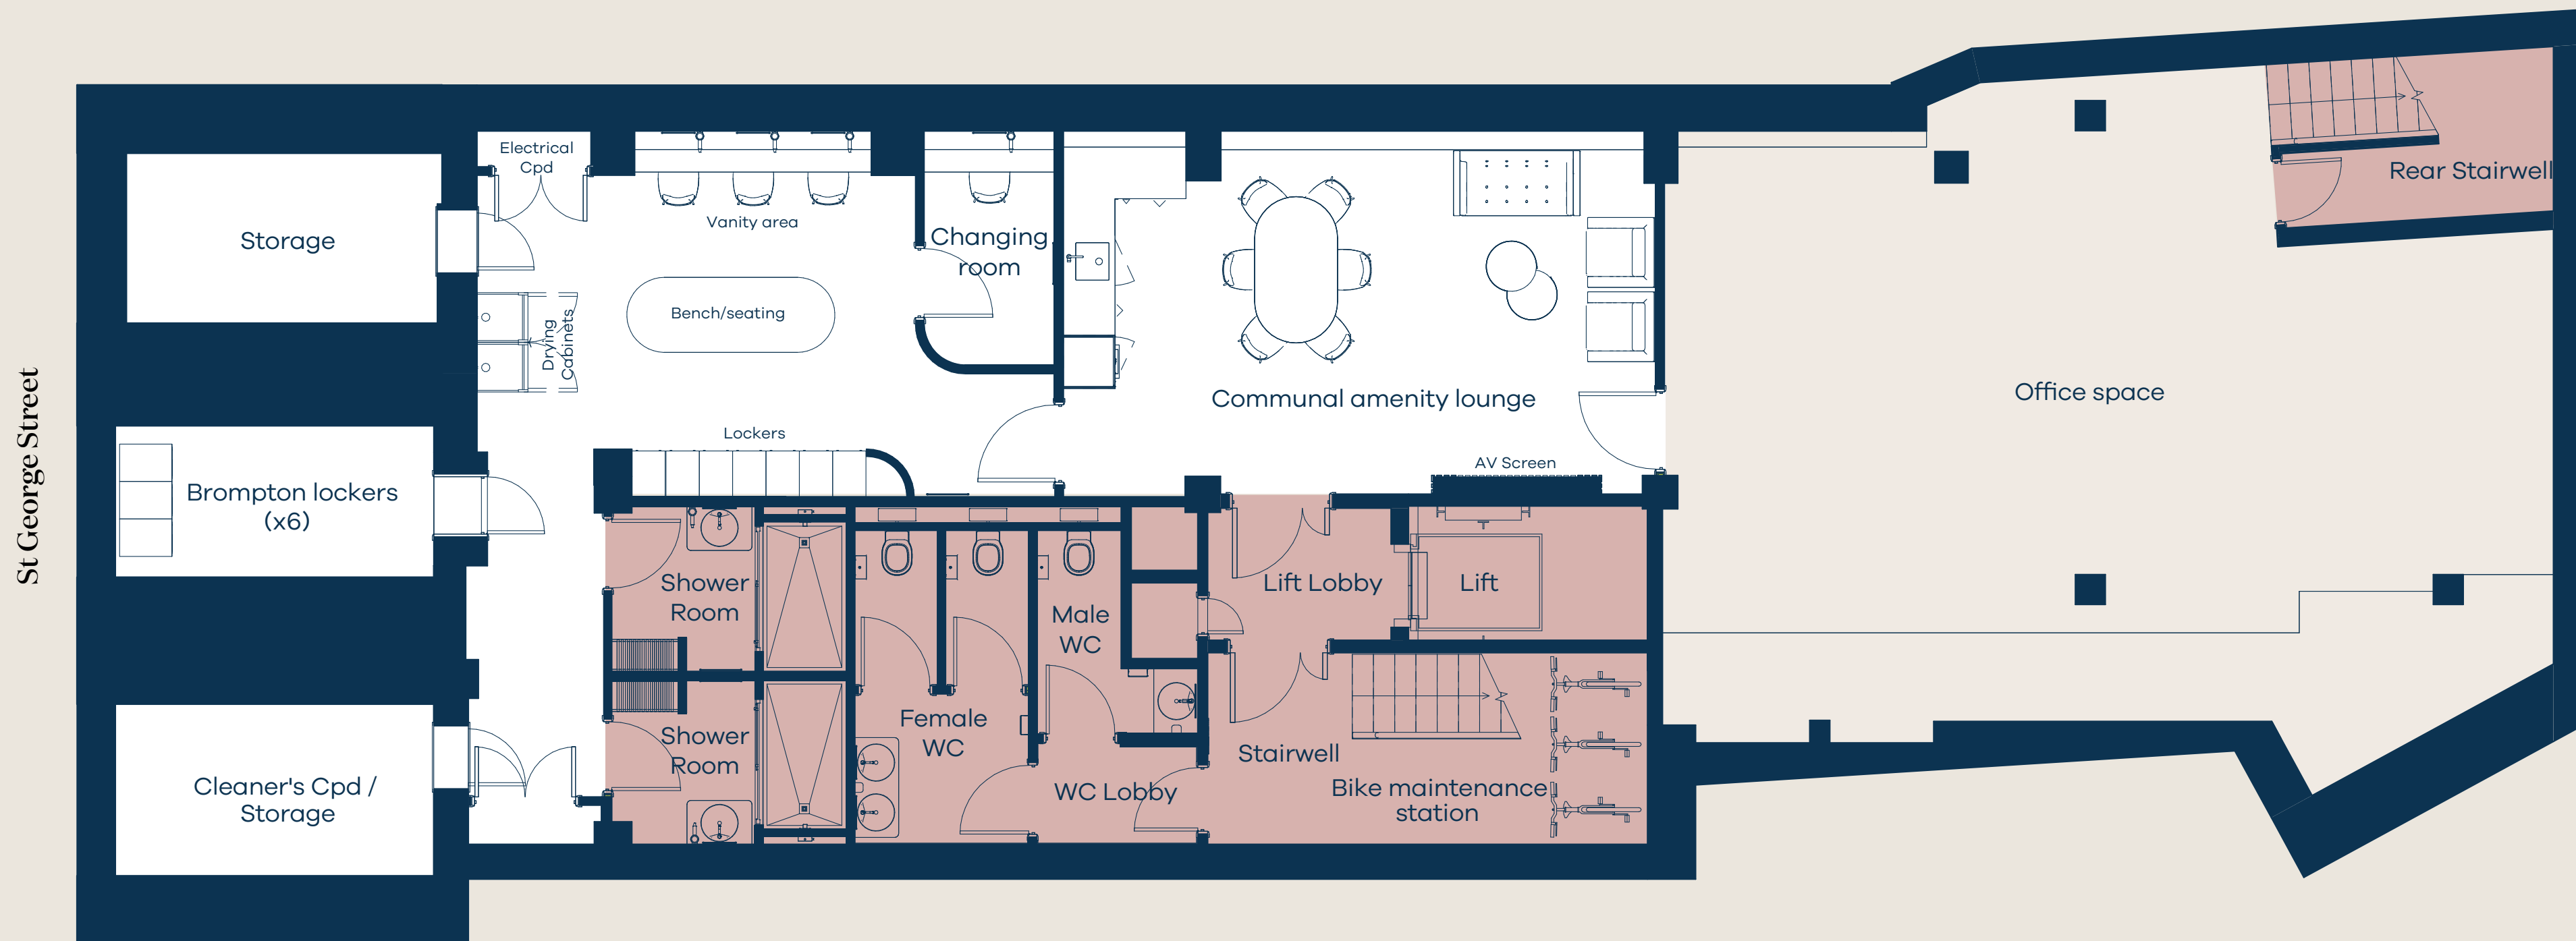 St George Street
Storage
Electrical
Cpd
Vanity area
Changing
room
Bench/seating
Drying
Cabinets
Lockers
Brompton lockers
(x6)
Cleaner's Cpd /
Storage
Communal amenity lounge
AV Screen
Office space
Rear Stairwell
Shower
Room
Shower
Room
Female
WC
Male
WC
WC Lobby
Lift Lobby
Lift
Stairwell
Bike maintenance
station